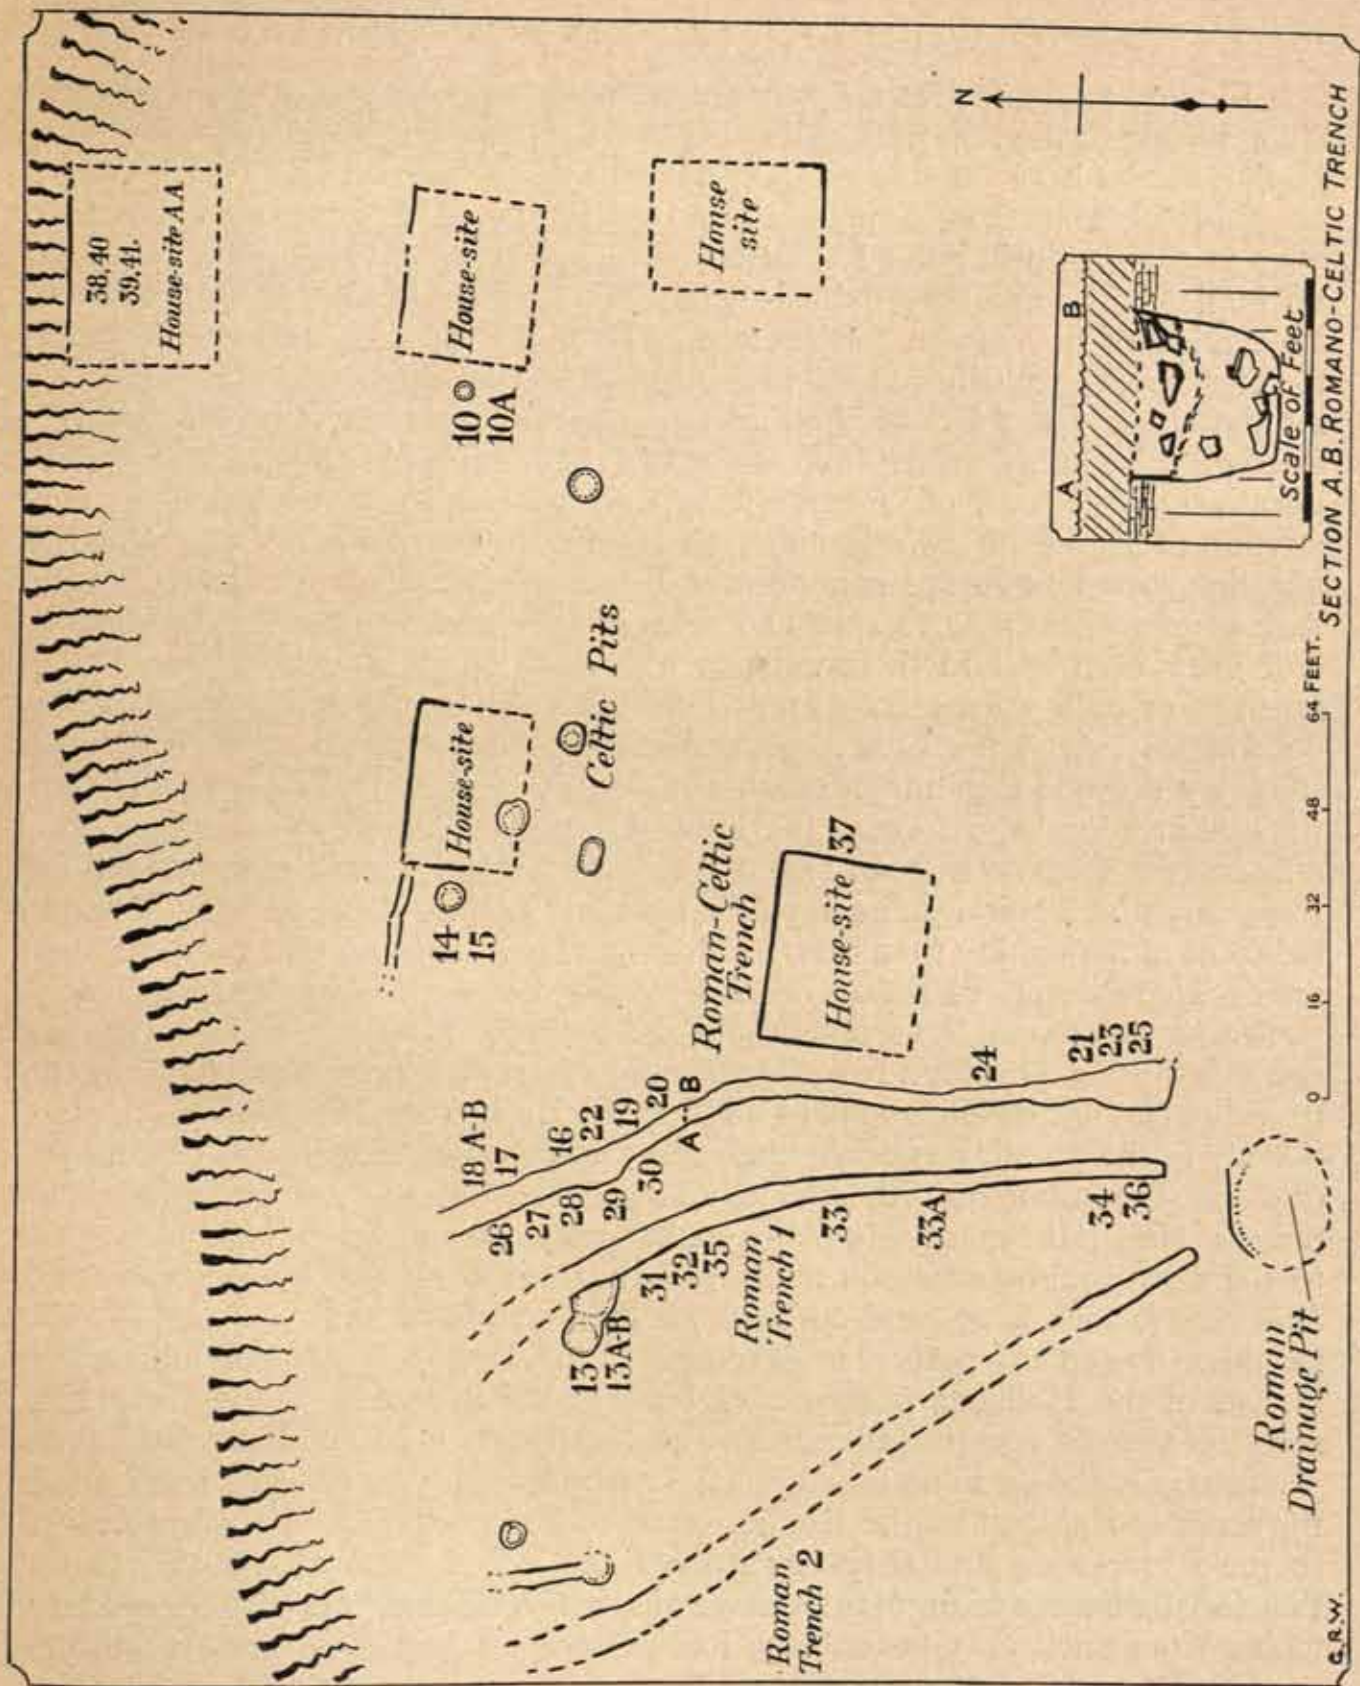 38.40
39.41.
House-site A.A
House-site
House
site
10
10A
House-site
14
15
Celtic Pits
Roman-Celtic
Trench
House-site
37
18 A-B
17
16
22
19
20
A B
26
27
28
29
30
24
21
23
25
13
13A-B
31
32
35
33
33A
34
36
Roman
Trench 1
Roman
Trench 2
Roman
Drainage Pit
N
A B
Scale of Feet
SECTION A.B. ROMANO-CELTIC TRENCH
0 16 32 48 64 FEET.
G.R.W.